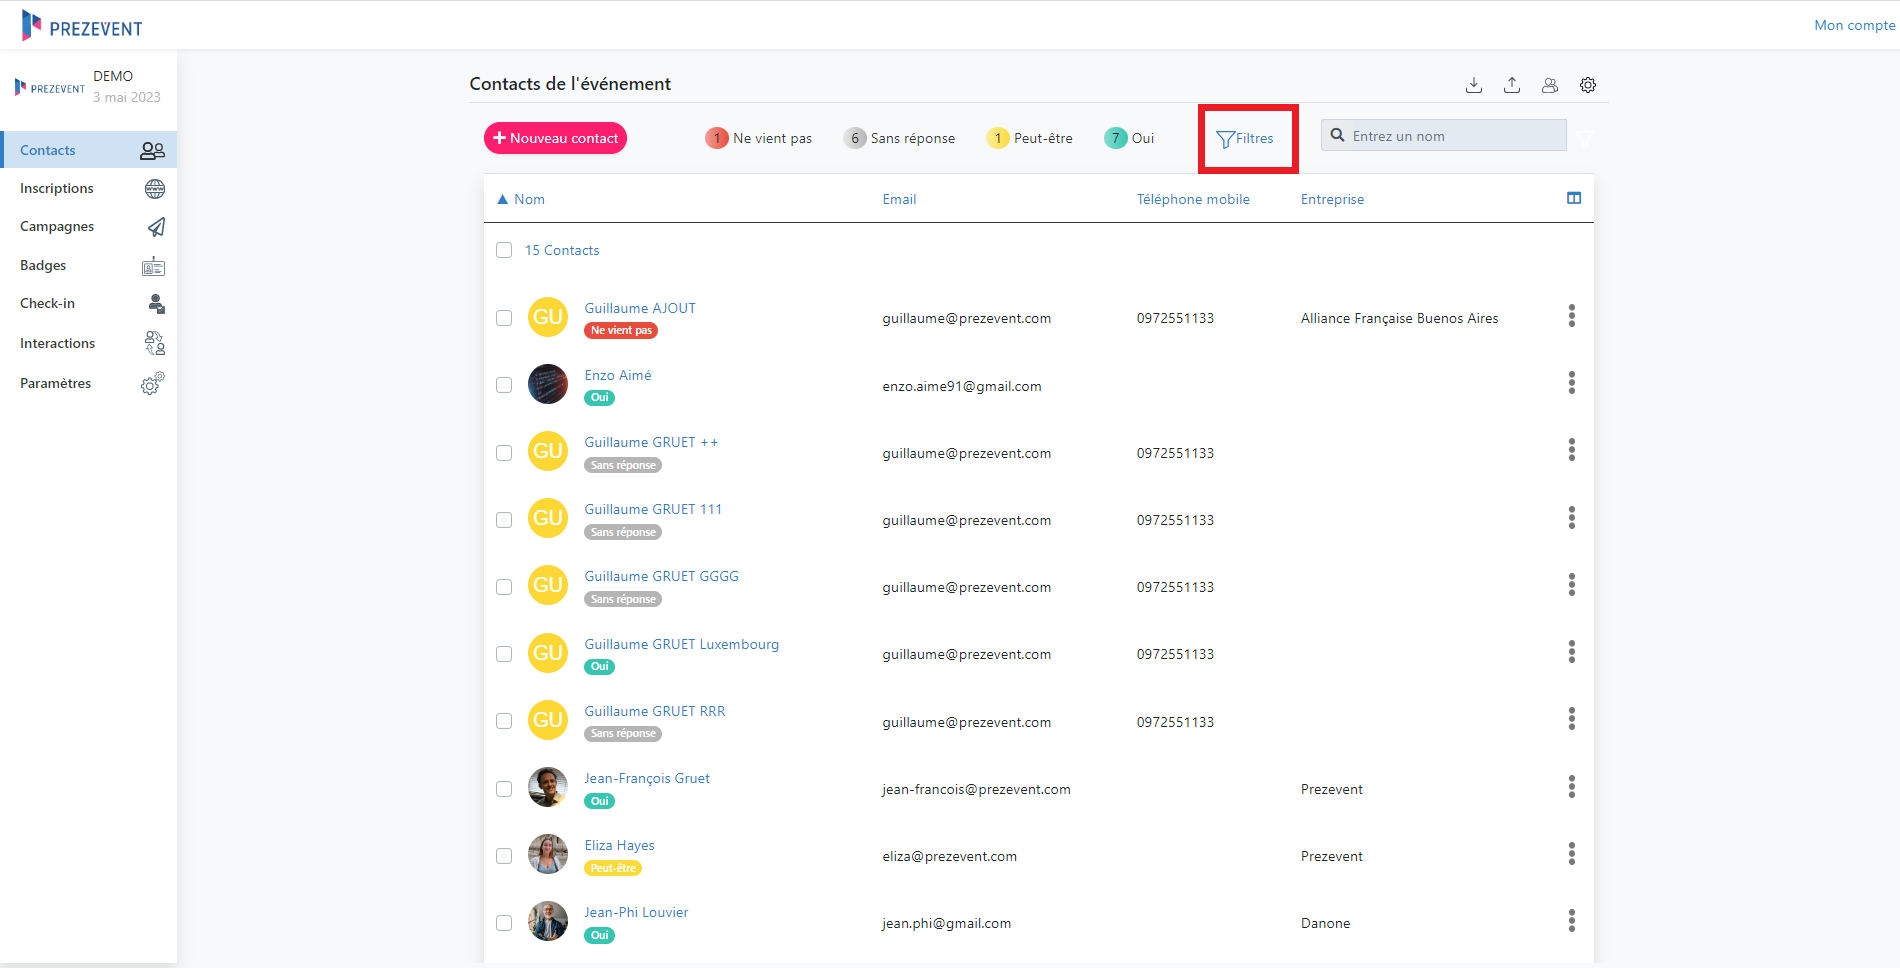 PREZEVENT
Mon compte
PREZEVENT
DEMO
3 mai 2023
Contacts
Inscriptions
Campagnes
Badges
Check-in
Interactions
Paramètres
Contacts de l'événement
Nouveau contact
1 Ne vient pas
6 Sans réponse
1 Peut-être
7 Oui
Filtres
Entrez un nom
▲ Nom Email Téléphone mobile Entreprise
15 Contacts
GU Guillaume AJOUT guillaume@prezevent.com 0972551133 Alliance Française Buenos Aires
Ne vient pas
Enzo Aimé enzo.aime91@gmail.com
Oui
GU Guillaume GRUET ++ guillaume@prezevent.com 0972551133
Sans réponse
GU Guillaume GRUET 111 guillaume@prezevent.com 0972551133
Sans réponse
GU Guillaume GRUET GGGG guillaume@prezevent.com 0972551133
Sans réponse
GU Guillaume GRUET Luxembourg guillaume@prezevent.com 0972551133
Oui
GU Guillaume GRUET RRR guillaume@prezevent.com 0972551133
Sans réponse
Jean-François Gruet jean-francois@prezevent.com Prezevent
Oui
Eliza Hayes eliza@prezevent.com Prezevent
Peut-être
Jean-Phi Louvier jean.phi@gmail.com Danone
Oui